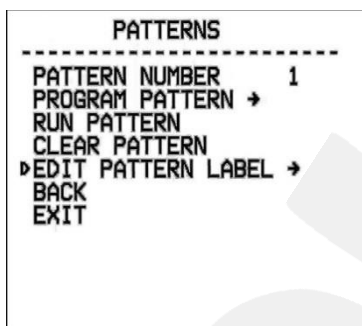 PATTERNS
-----------------------
PATTERN NUMBER 1
PROGRAM PATTERN →
RUN PATTERN
CLEAR PATTERN
▷EDIT PATTERN LABEL →
BACK
EXIT